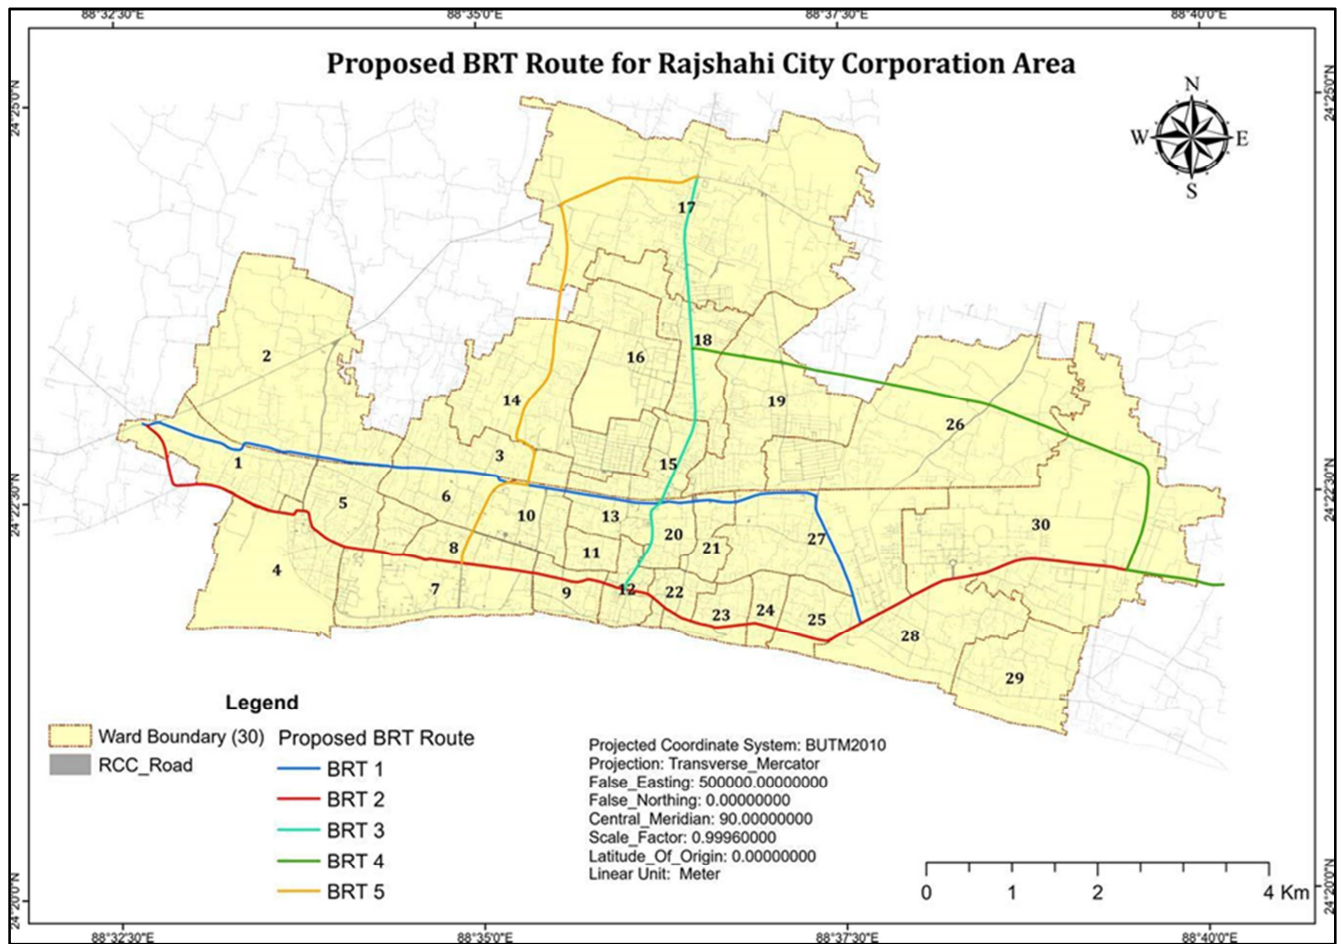 88°32'30"E 88°35'0"E 88°37'30"E 88°40'0"E
Proposed BRT Route for Rajshahi City Corporation Area
24°25'0"N
24°25'0"N
N
W E
S
17
2
16
18
14
19
26
3
1
15
6
5
10
13
30
20
27
8
11
21
4
7
9
12
22
23
24
25
28
29
24°22'30"N
24°22'30"N
Legend
Ward Boundary (30)
RCC_Road
Proposed BRT Route
BRT 1
BRT 2
BRT 3
BRT 4
BRT 5
Projected Coordinate System: BUTM2010
Projection: Transverse_Mercator
False_Easting: 500000.00000000
False_Northing: 0.00000000
Central_Meridian: 90.00000000
Scale_Factor: 0.99960000
Latitude_Of_Origin: 0.00000000
Linear Unit: Meter
0 1 2 4 Km
24°20'0"N
24°20'0"N
88°32'30"E 88°35'0"E 88°37'30"E 88°40'0"E